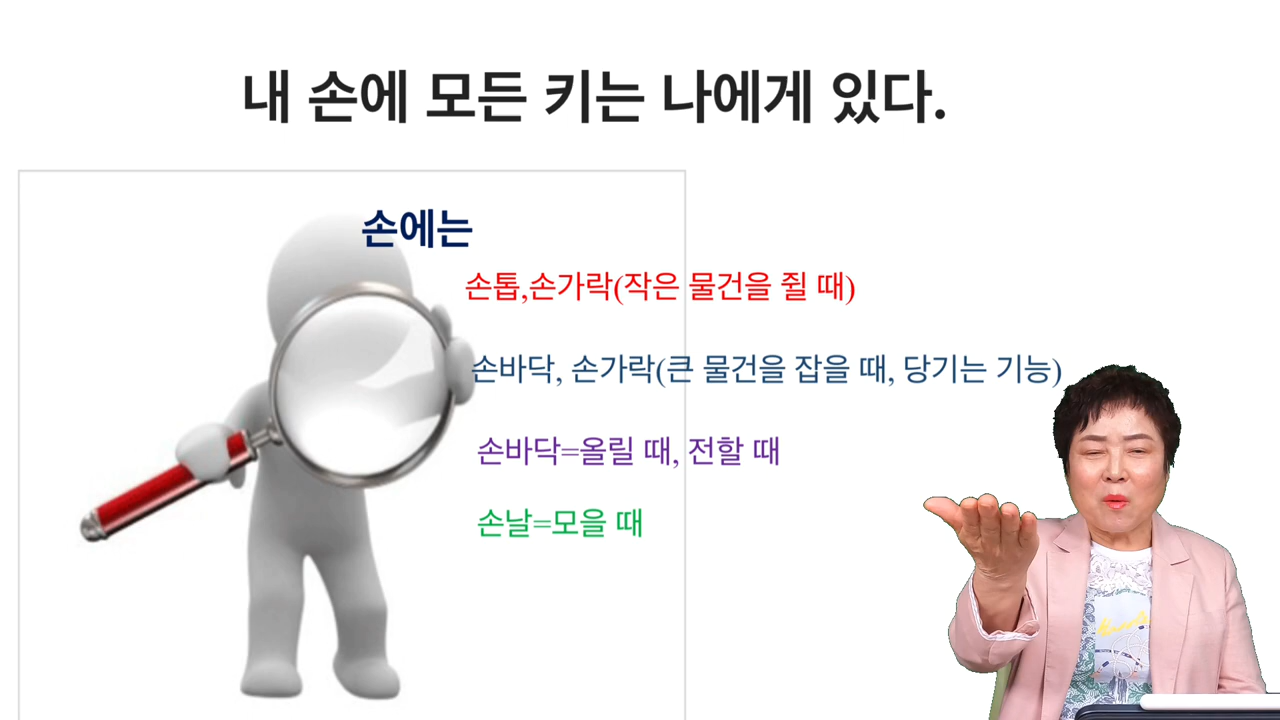 내 손에 모든 키는 나에게 있다.
손에는
손톱,손가락(작은 물건을 쥘 때)
손바닥, 손가락(큰 물건을 잡을 때, 당기는 기능)
손바닥=올릴 때, 전할 때
손날=모을 때